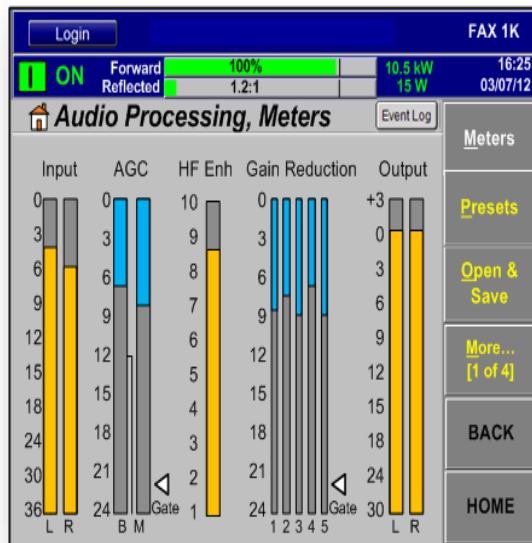 Login
FAX 1K
ON
Forward 100% 10.5 kW
Reflected 1.2:1 15 W
16:25
03/07/12
Audio Processing, Meters
Event Log
Input AGC HF Enh Gain Reduction Output
0 0 10 0 +3
3 3 9 3 0
6 6 8 6 3
9 9 7 9 6
12 12 6 12 9
15 15 5 15 12
18 4 15
24 18 3 18 18
30 21 2 21 24
36 24 Gate 1 24 Gate 30
L R B M 1 2 3 4 5 L R
Meters
Presets
Open &
Save
More...
[1 of 4]
BACK
HOME